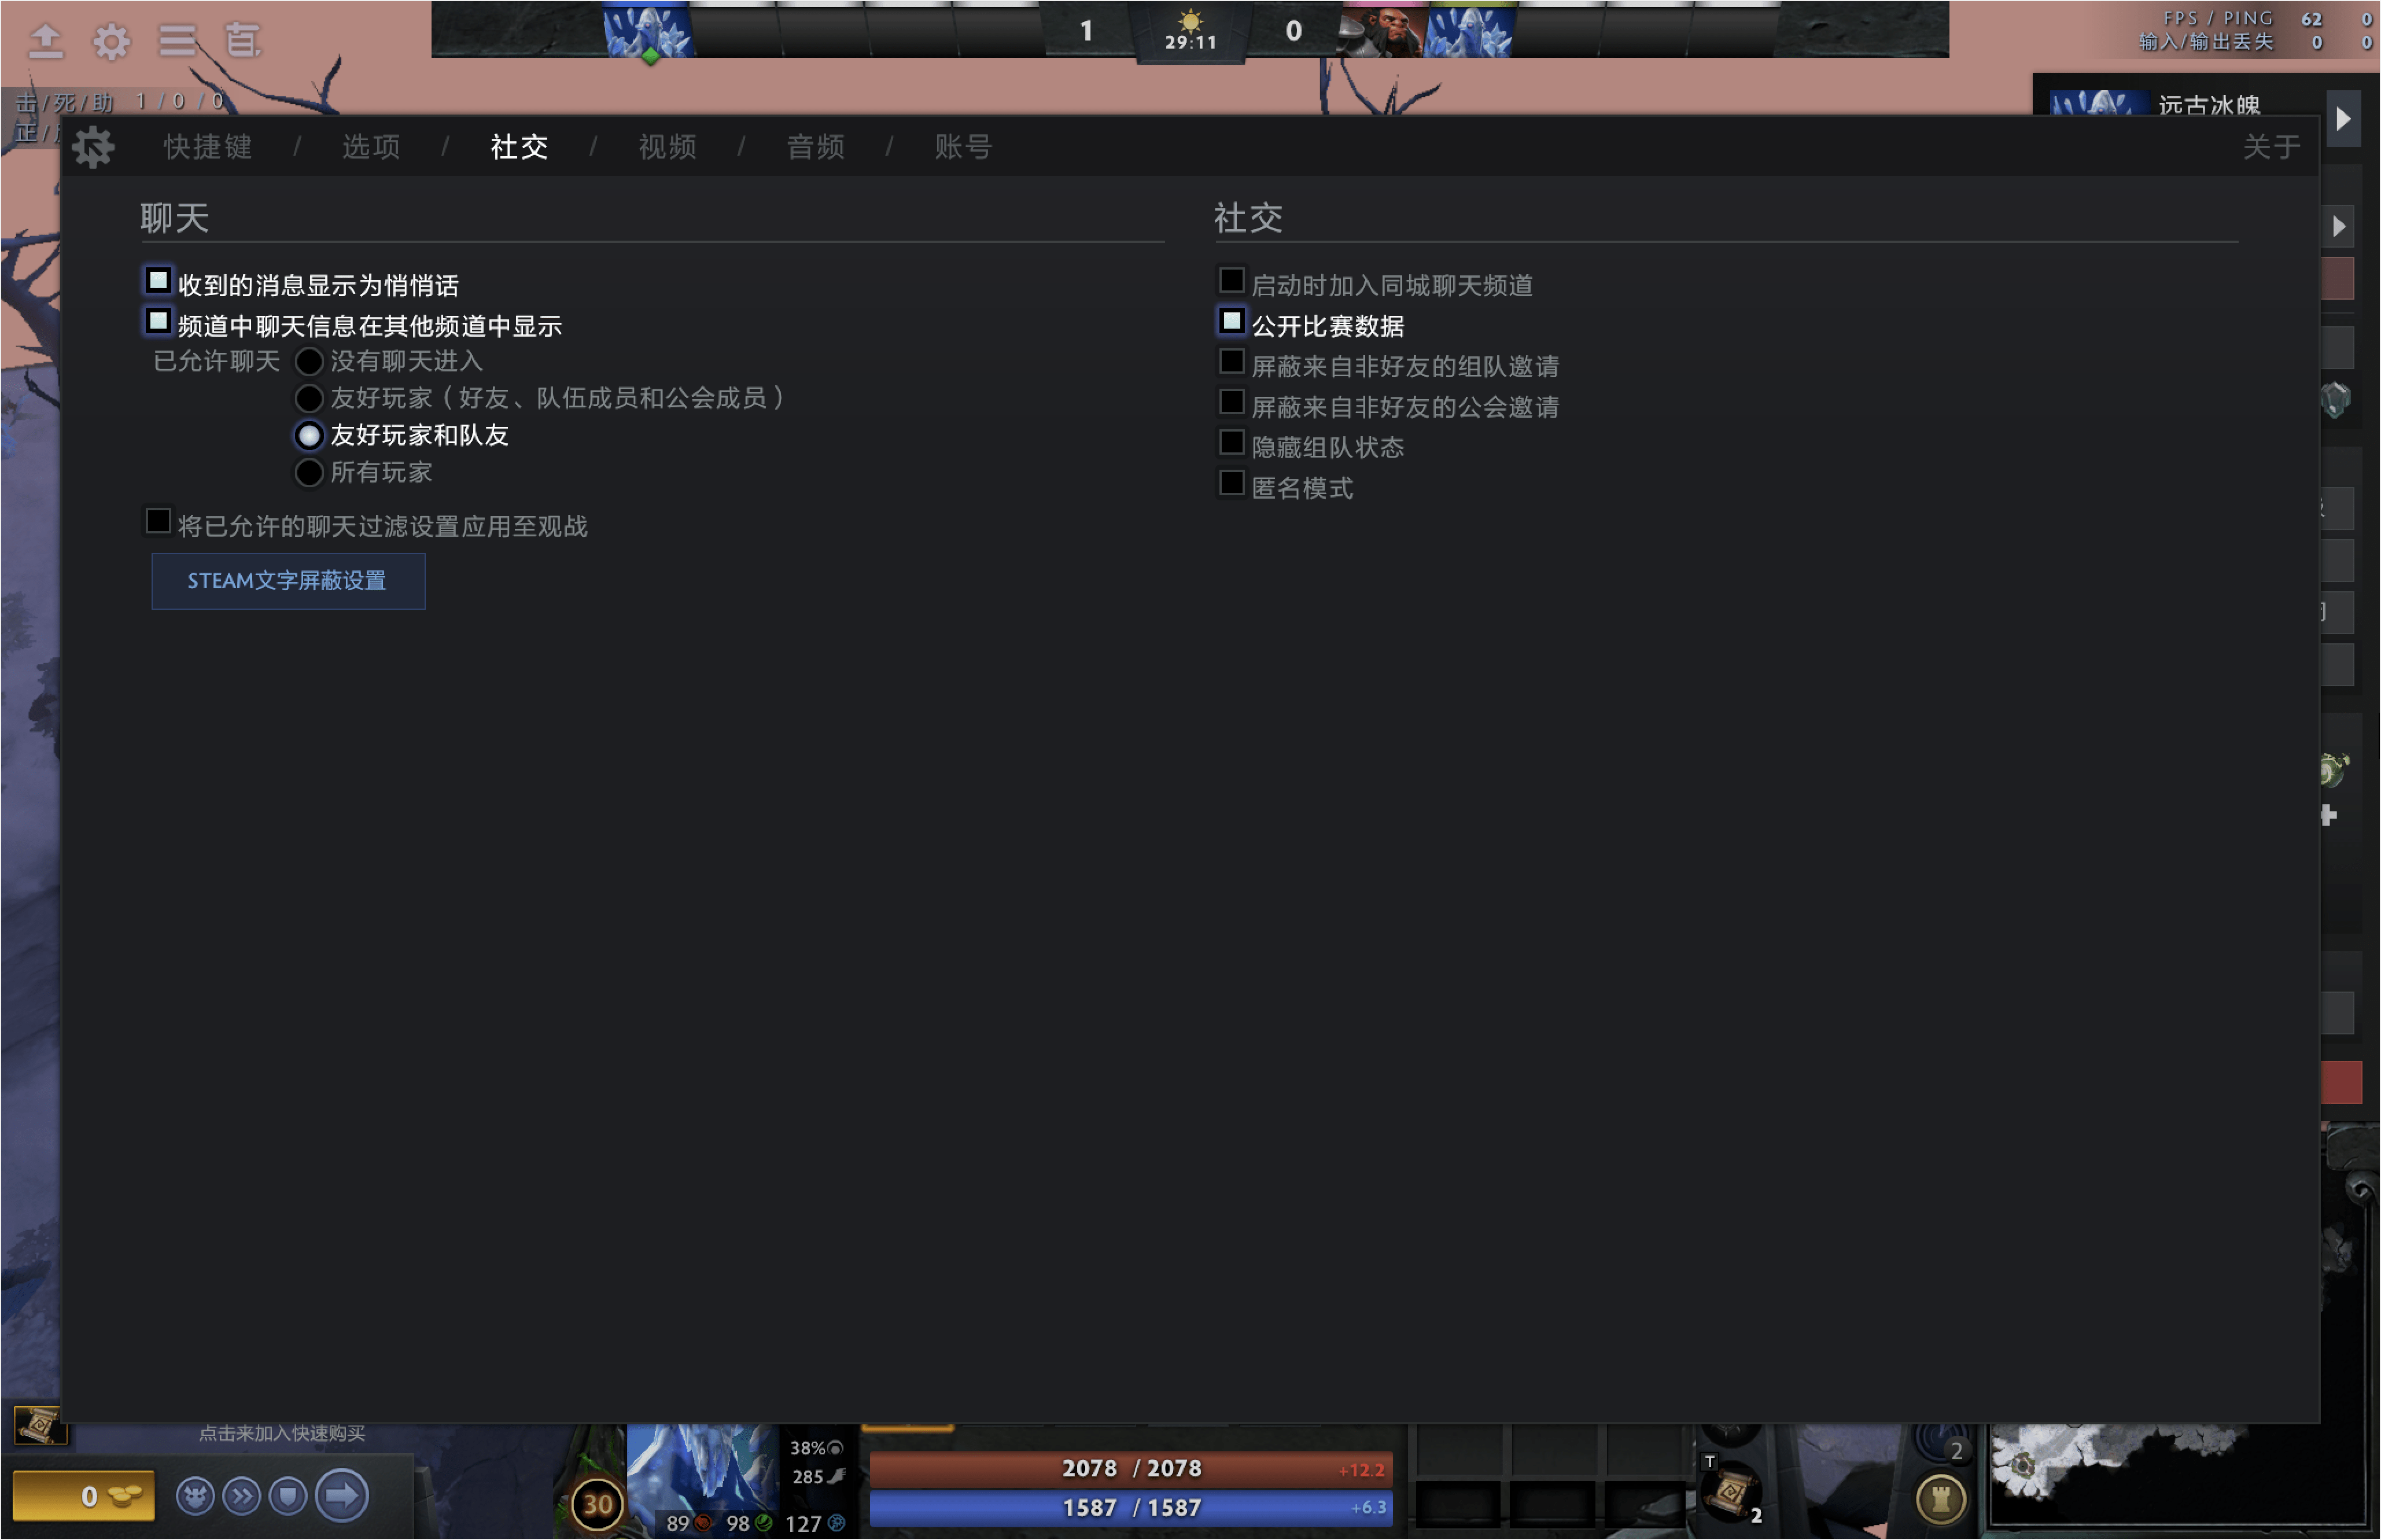 1 29:11 0
FPS / PING 62 0
输入/输出丢失 0 0
击/死/助 1 / 0 / 0
正/
远古冰魄
快捷键 / 选项 / 社交 / 视频 / 音频 / 账号
关于
聊天
收到的消息显示为悄悄话
频道中聊天信息在其他频道中显示
已允许聊天 没有聊天进入
友好玩家（好友、队伍成员和公会成员）
友好玩家和队友
所有玩家
将已允许的聊天过滤设置应用至观战
STEAM文字屏蔽设置
社交
启动时加入同城聊天频道
公开比赛数据
屏蔽来自非好友的组队邀请
屏蔽来自非好友的公会邀请
隐藏组队状态
匿名模式
点击来加入快速购买
0
30
38%
285
89 98 127
2078 / 2078 +12.2
1587 / 1587 +6.3
T
2
2